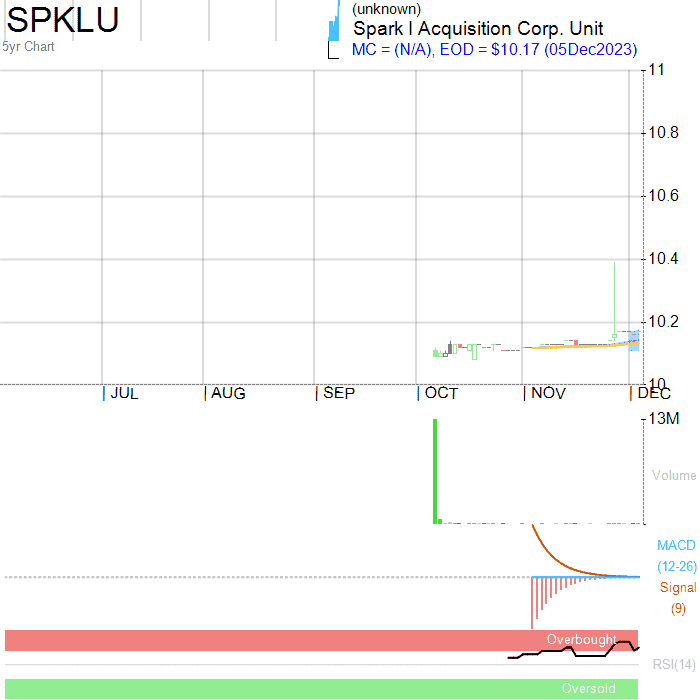 SPKLU
(unknown)
Spark I Acquisition Corp. Unit
5yr Chart
MC = (N/A), EOD = $10.17 (05Dec2023)
11
10.8
10.6
10.4
10.2
10
JUL
AUG
SEP
OCT
NOV
DEC
13M
Volume
MACD
(12-26)
Signal
(9)
Overbought
RSI(14)
Oversold